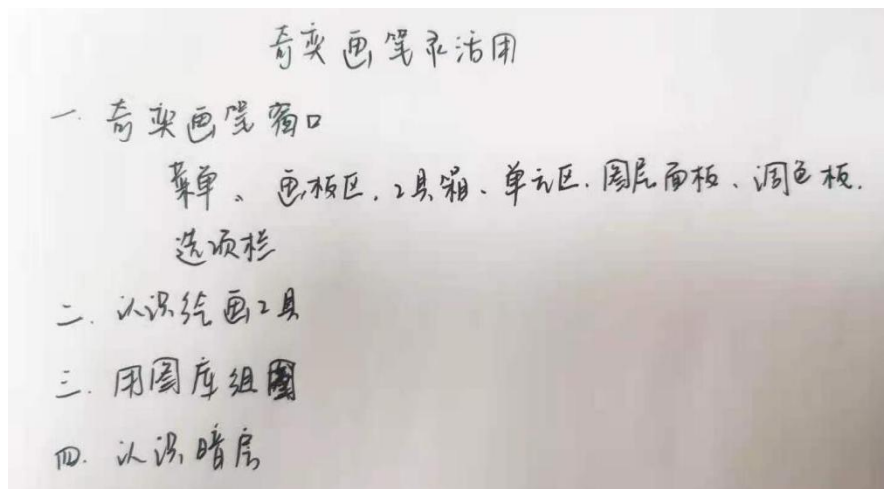 奇奕画笔灵活用
一. 奇奕画笔窗口
菜单、画板区、工具箱、单元区、图层面板、调色板.
选项栏
二. 认识绘画工具
三. 用图库组图
四. 认识暗房